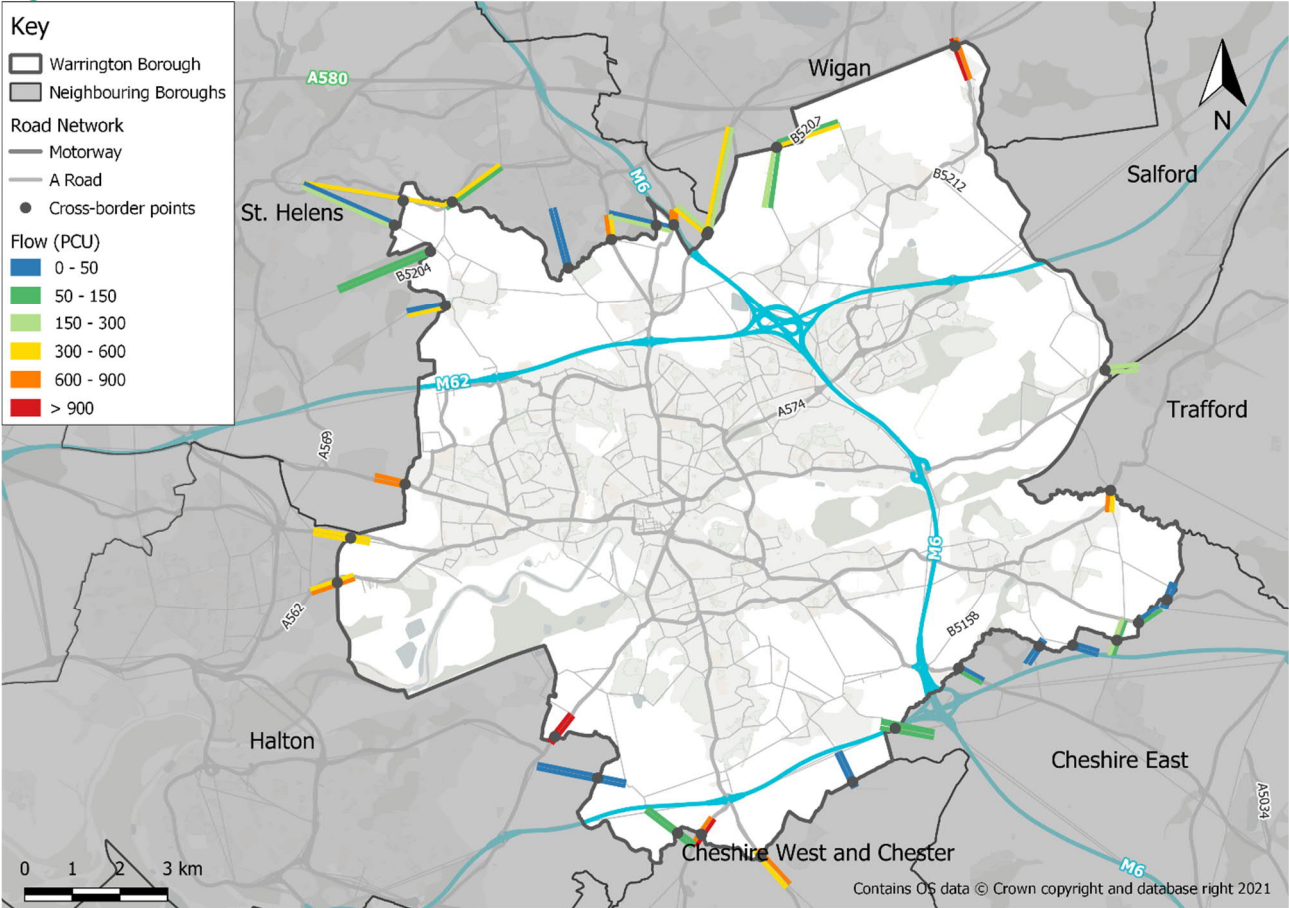 Key
Warrington Borough
Neighbouring Boroughs
Road Network
Motorway
A Road
Cross-border points
Flow (PCU)
0 - 50
50 - 150
150 - 300
300 - 600
600 - 900
> 900
A580
Wigan
N
B5207
M6
B5212
Salford
St. Helens
B5204
M62
A574
Trafford
A569
M6
A562
B5158
Halton
Cheshire East
A5034
Cheshire West and Chester
M6
0 1 2 3 km
Contains OS data © Crown copyright and database right 2021